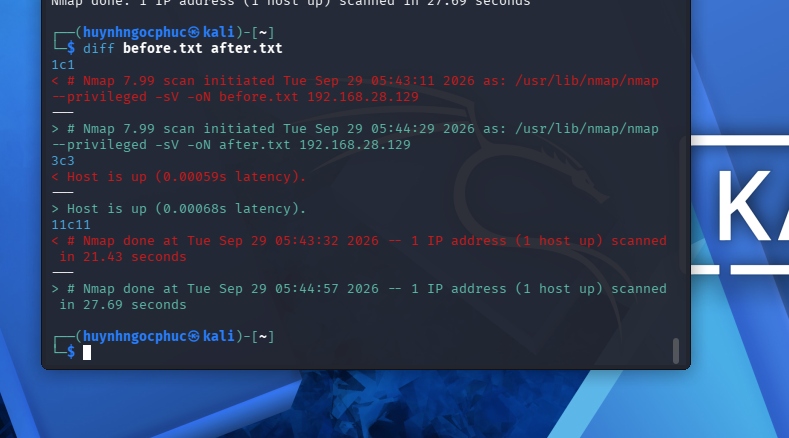 Nmap done: 1 IP address (1 host up) scanned in 27.69 seconds
┌──(huynhngocphuc㉿kali)-[~]
└─$ diff before.txt after.txt
1c1
< # Nmap 7.99 scan initiated Tue Sep 29 05:43:11 2026 as: /usr/lib/nmap/nmap
--privileged -sV -oN before.txt 192.168.28.129
---
> # Nmap 7.99 scan initiated Tue Sep 29 05:44:29 2026 as: /usr/lib/nmap/nmap
--privileged -sV -oN after.txt 192.168.28.129
3c3
< Host is up (0.00059s latency).
---
> Host is up (0.00068s latency).
11c11
< # Nmap done at Tue Sep 29 05:43:32 2026 -- 1 IP address (1 host up) scanned
in 21.43 seconds
---
> # Nmap done at Tue Sep 29 05:44:57 2026 -- 1 IP address (1 host up) scanned
in 27.69 seconds
┌──(huynhngocphuc㉿kali)-[~]
└─$